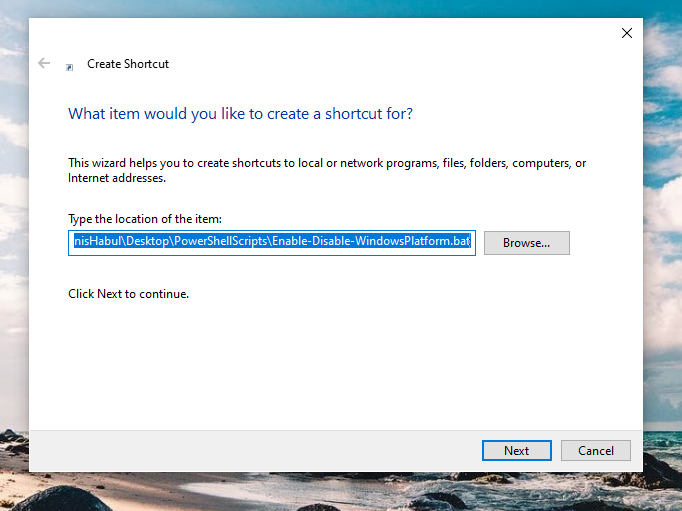 Create Shortcut
What item would you like to create a shortcut for?
This wizard helps you to create shortcuts to local or network programs, files, folders, computers, or
Internet addresses.
Type the location of the item:
nisHabul\Desktop\PowerShellScripts\Enable-Disable-WindowsPlatform.bat
Browse...
Click Next to continue.
Next
Cancel